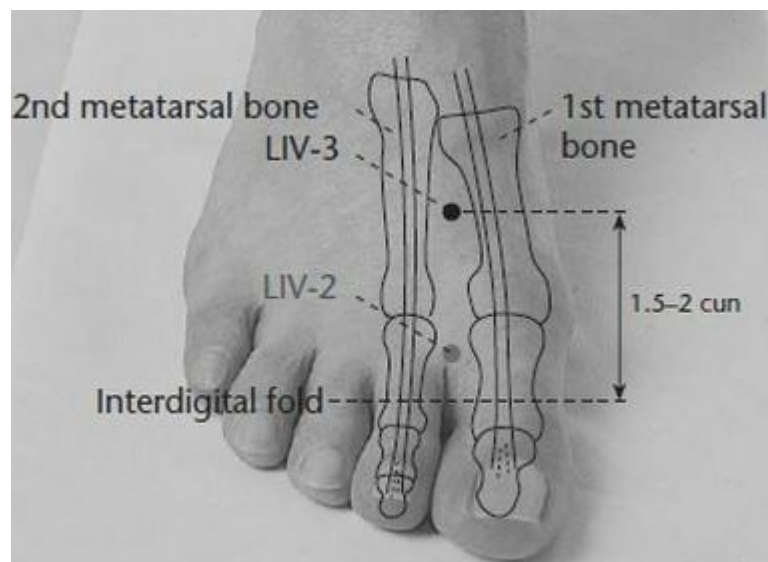 2nd metatarsal bone
LIV-3
1st metatarsal
bone
LIV-2
1.5–2 cun
Interdigital fold